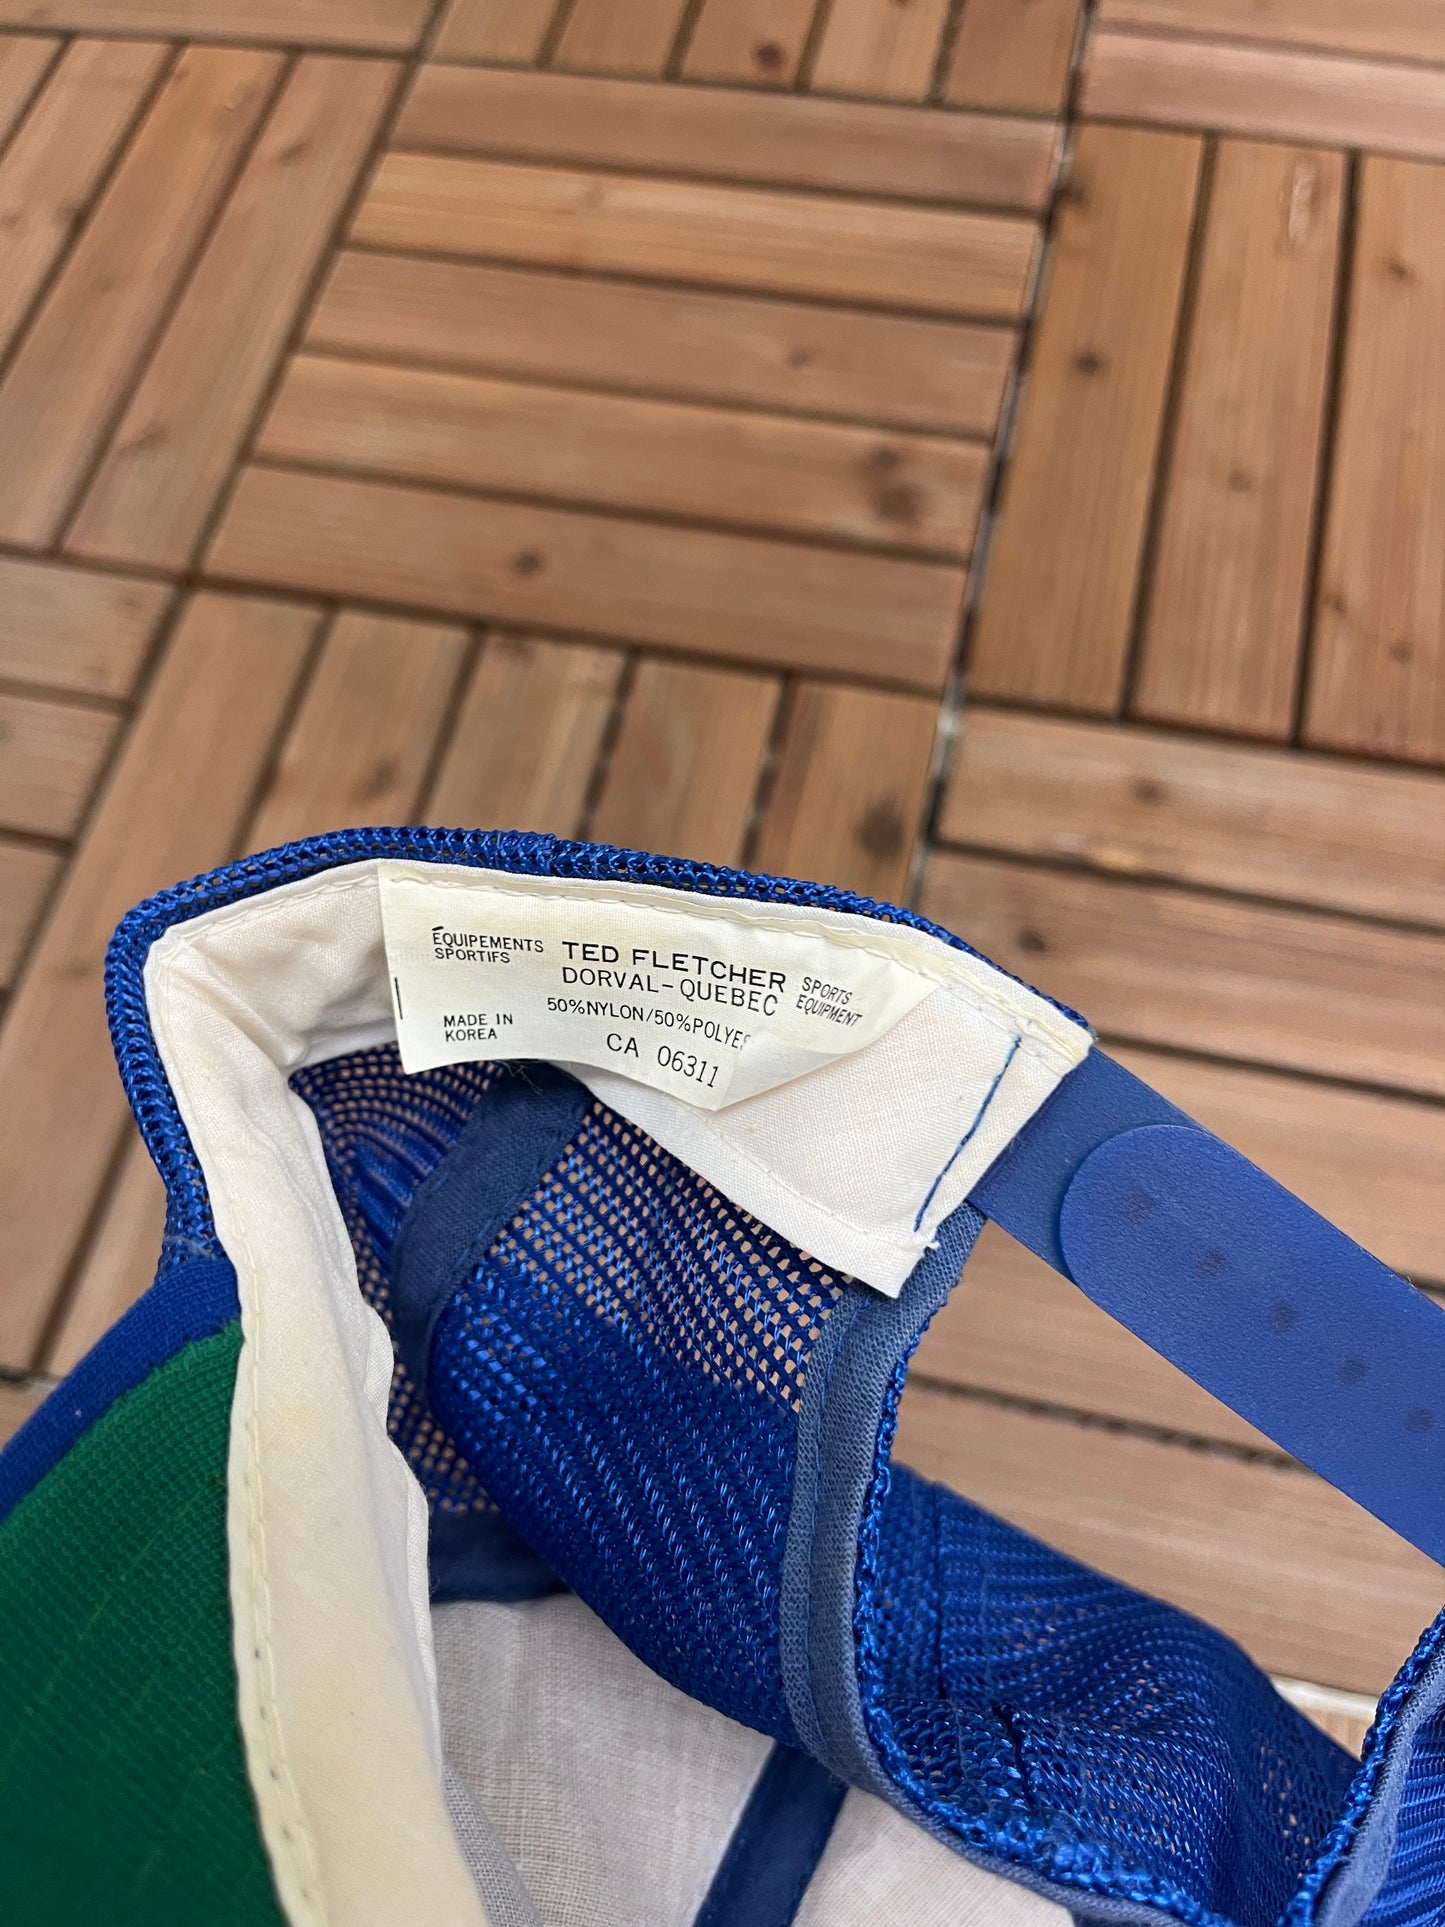 ÉQUIPEMENTS
SPORTIFS
TED FLETCHER
DORVAL-QUEBEC
SPORTS
EQUIPMENT
50%NYLON/50%POLYES
MADE IN
KOREA
CA 06311